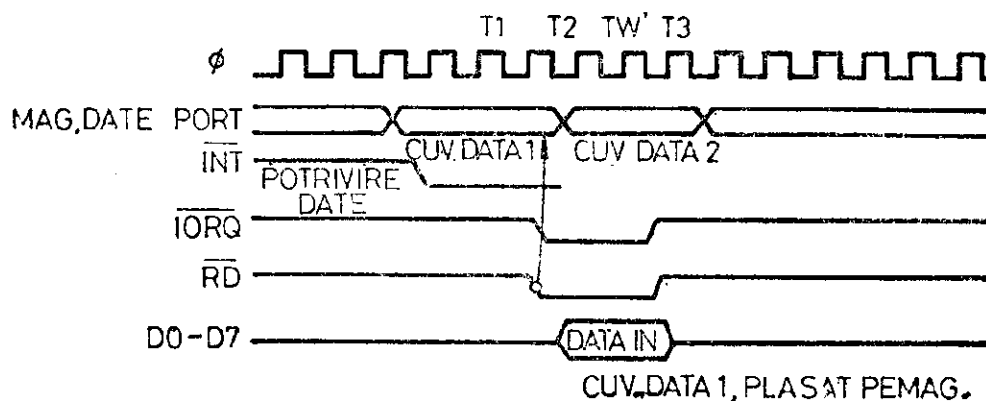 T1 T2 TW' T3
ϕ
MAG,DATE PORT
CUV.DATA 1 CUV DATA 2
INT
POTRIVIRE
DATE
IORQ
RD
D0-D7 DATA IN
CUV.DATA 1, PLASAT PEMAG.